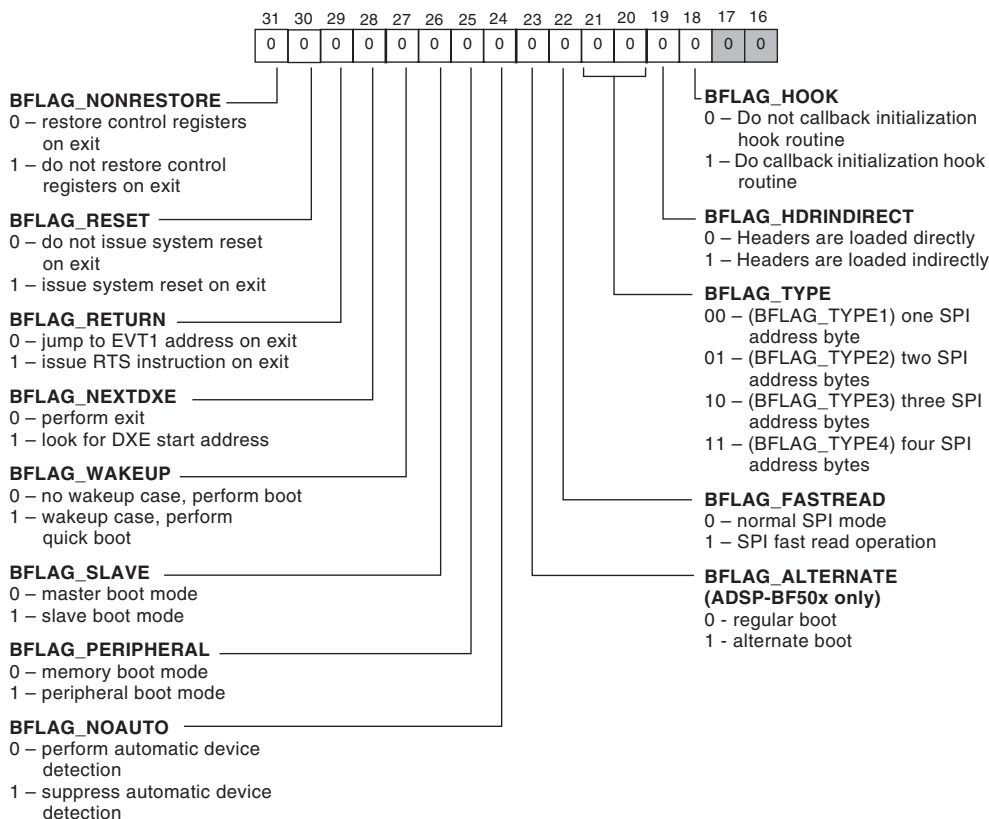 31 30 29 28 27 26 25 24 23 22 21 20 19 18 17 16
0 0 0 0 0 0 0 0 0 0 0 0 0 0 0 0
BFLAG_NONRESTORE
0 – restore control registers
on exit
1 – do not restore control
registers on exit
BFLAG_RESET
0 – do not issue system reset
on exit
1 – issue system reset on exit
BFLAG_RETURN
0 – jump to EVT1 address on exit
1 – issue RTS instruction on exit
BFLAG_NEXTDXE
0 – perform exit
1 – look for DXE start address
BFLAG_WAKEUP
0 – no wakeup case, perform boot
1 – wakeup case, perform
quick boot
BFLAG_SLAVE
0 – master boot mode
1 – slave boot mode
BFLAG_PERIPHERAL
0 – memory boot mode
1 – peripheral boot mode
BFLAG_NOAUTO
0 – perform automatic device
detection
1 – suppress automatic device
detection
BFLAG_HOOK
0 – Do not callback initialization
hook routine
1 – Do callback initialization hook
routine
BFLAG_HDRINDIRECT
0 – Headers are loaded directly
1 – Headers are loaded indirectly
BFLAG_TYPE
00 – (BFLAG_TYPE1) one SPI
address byte
01 – (BFLAG_TYPE2) two SPI
address bytes
10 – (BFLAG_TYPE3) three SPI
address bytes
11 – (BFLAG_TYPE4) four SPI
address bytes
BFLAG_FASTREAD
0 – normal SPI mode
1 – SPI fast read operation
BFLAG_ALTERNATE
(ADSP-BF50x only)
0 - regular boot
1 - alternate boot